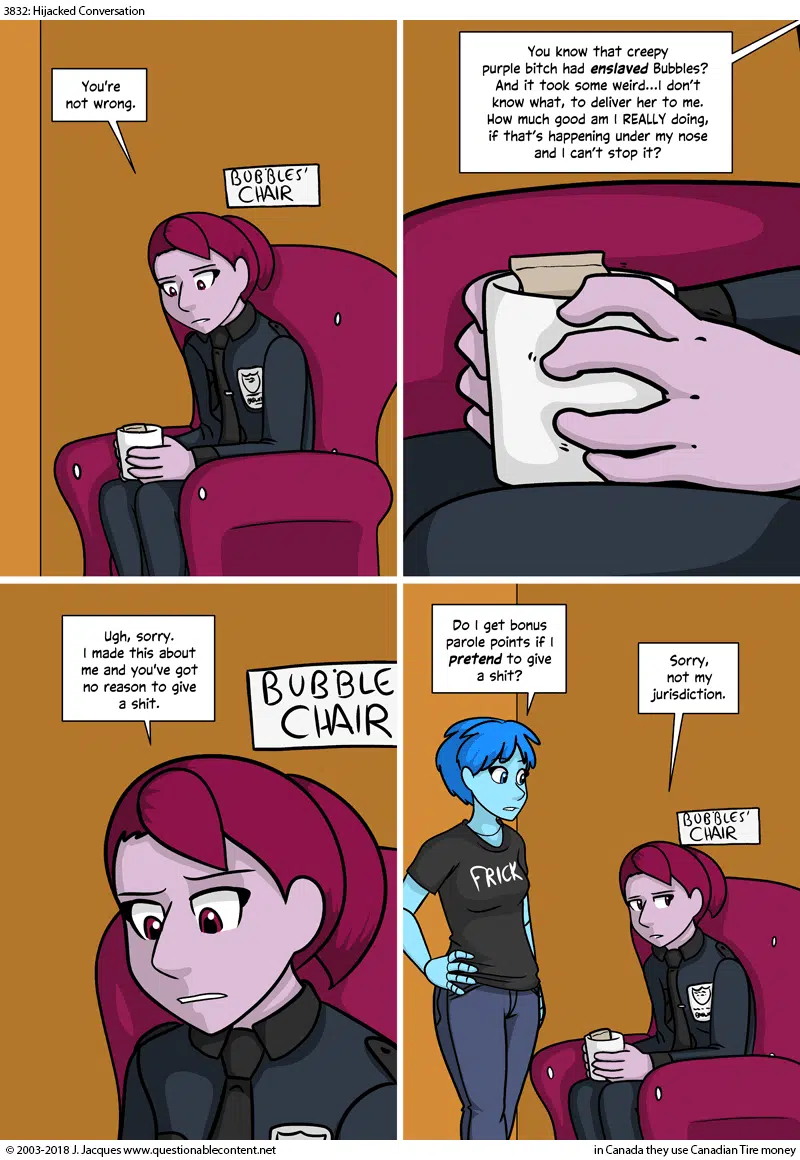 3832: Hijacked Conversation
You're
not wrong.
BUBBLES'
CHAIR
You know that creepy
purple bitch had enslaved Bubbles?
And it took some weird...I don't
know what, to deliver her to me.
How much good am I REALLY doing,
if that's happening under my nose
and I can't stop it?
Ugh, sorry.
I made this about
me and you've got
no reason to give
a shit.
BUBBLE
CHAIR
Do I get bonus
parole points if I
pretend to give
a shit?
Sorry,
not my
jurisdiction.
BUBBLES'
CHAIR
FRICK
© 2003-2018 J. Jacques www.questionablecontent.net
in Canada they use Canadian Tire money